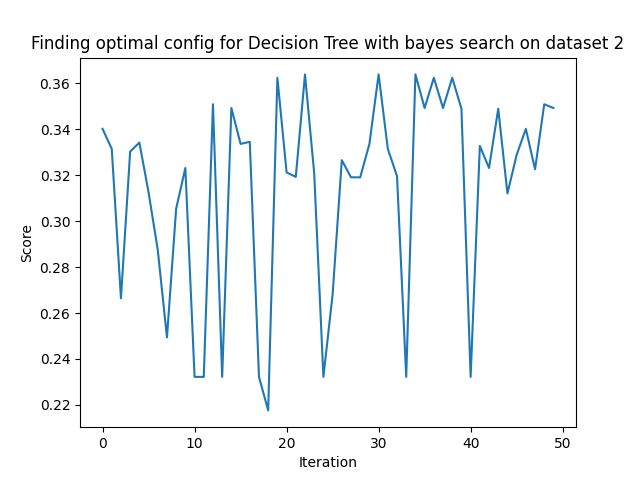 Finding optimal config for Decision Tree with bayes search on dataset 2
0.36
0.34
0.32
0.30
0.28
0.26
0.24
0.22
Score
0 10 20 30 40 50
Iteration